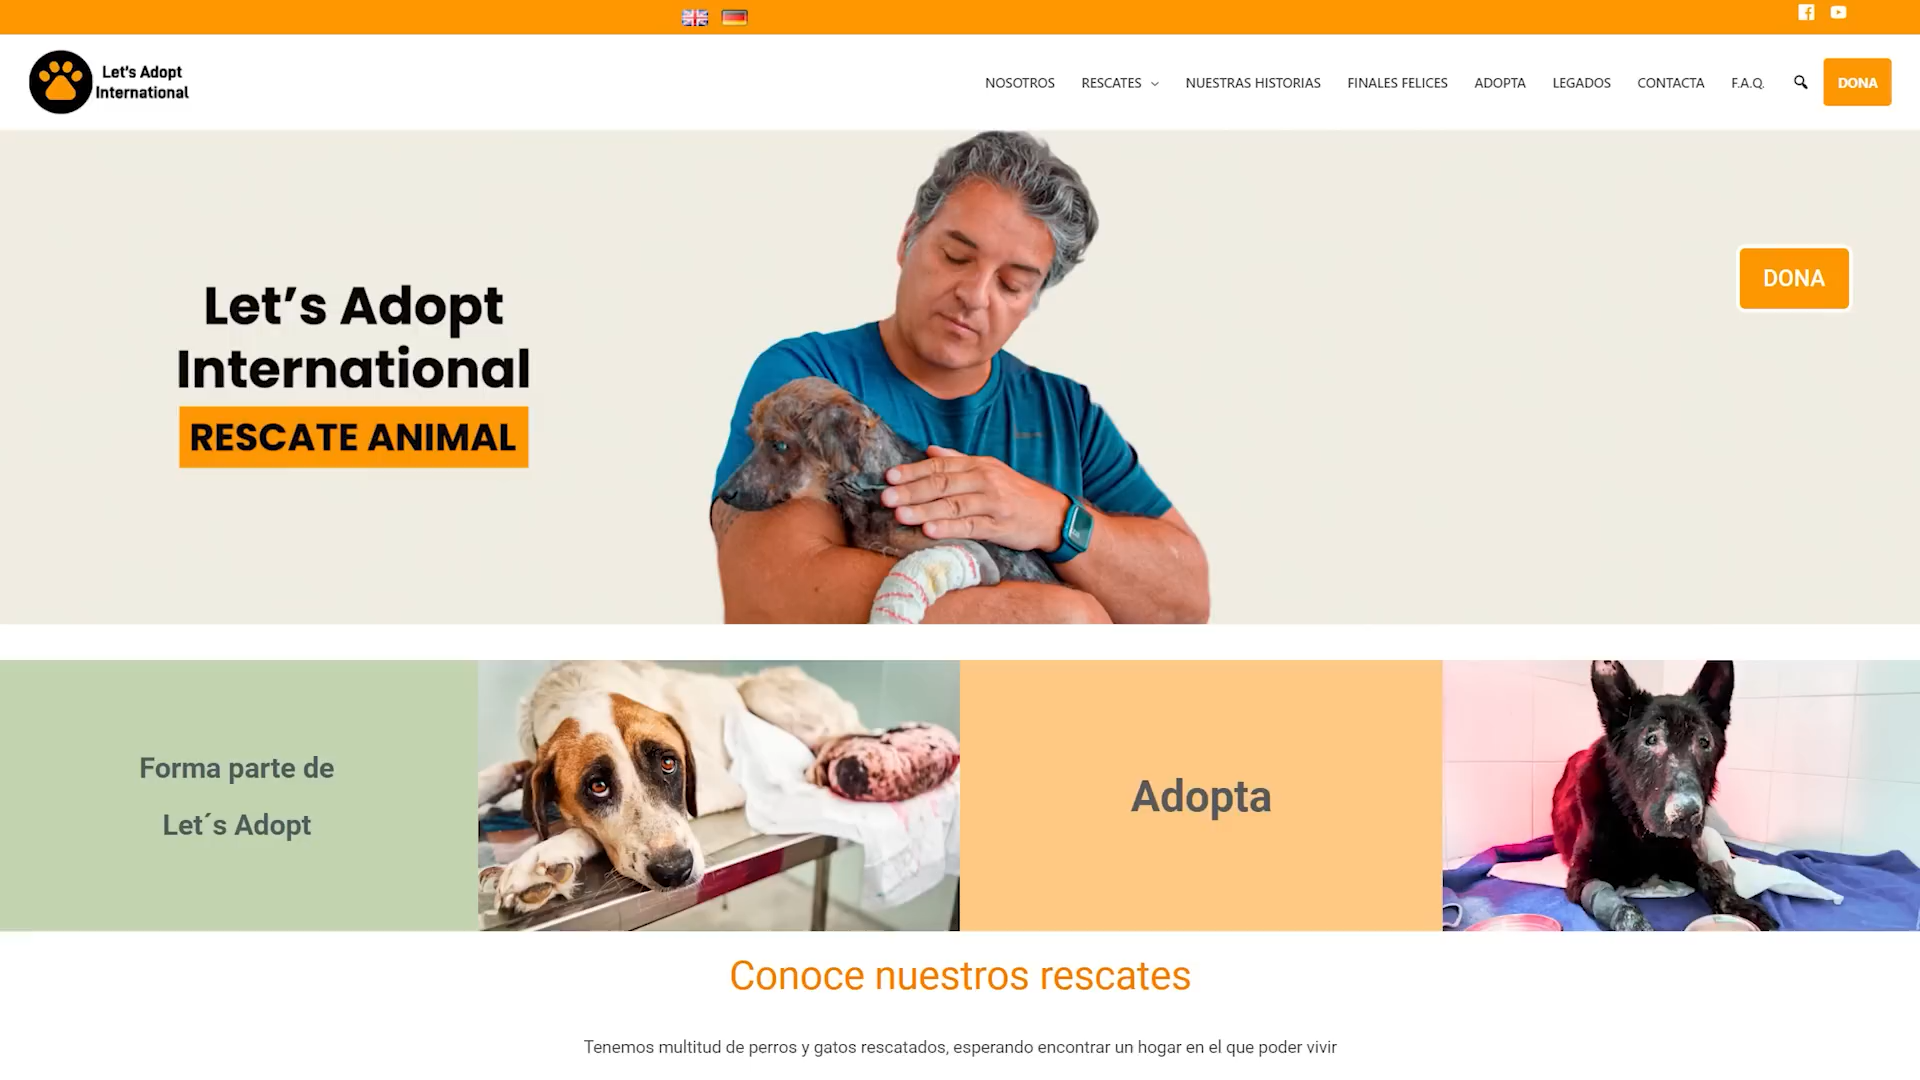 Let's Adopt
International
NOSOTROS RESCATES NUESTRAS HISTORIAS FINALES FELICES ADOPTA LEGADOS CONTACTA F.A.Q. DONA
Let’s Adopt
International
RESCATE ANIMAL
DONA
Forma parte de
Let´s Adopt
Adopta
Conoce nuestros rescates
Tenemos multitud de perros y gatos rescatados, esperando encontrar un hogar en el que poder vivir